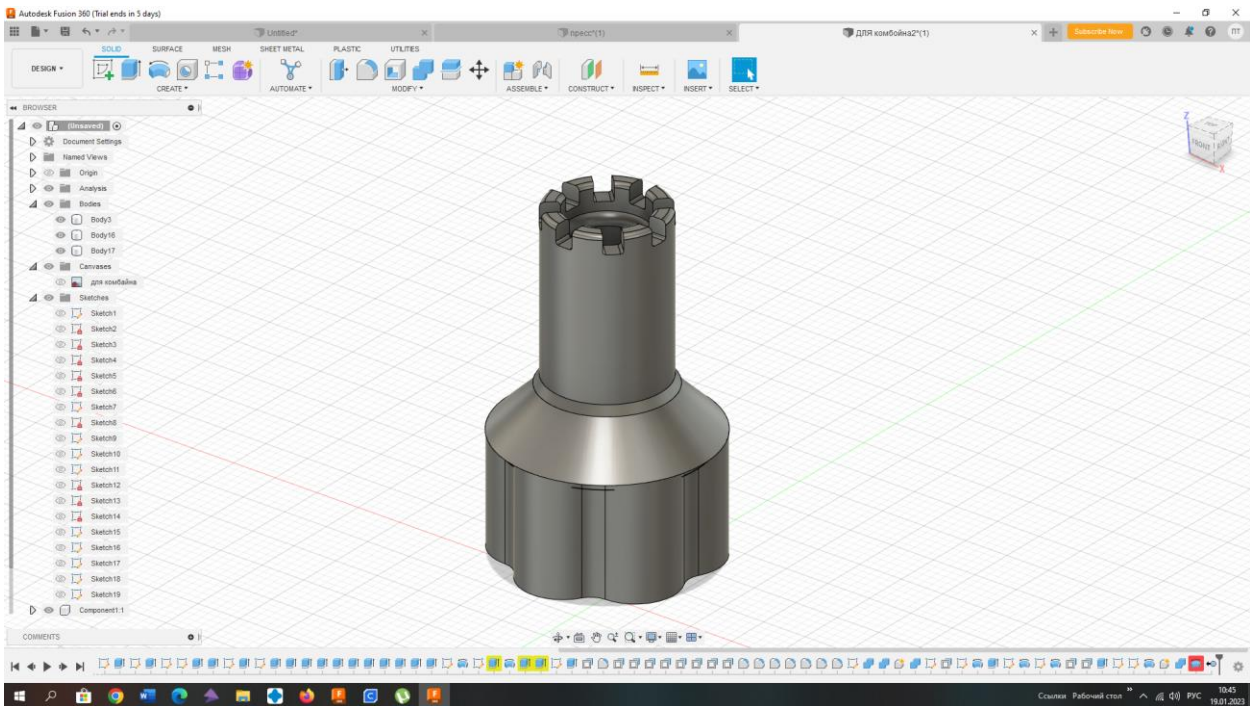 Autodesk Fusion 360 (Trial ends in 5 days)
Untitled*
пресс*(1)
ДЛЯ комбойна2*(1)
Subscribe Now
ПТ
SOLID SURFACE MESH SHEET METAL PLASTIC UTILITIES
DESIGN
CREATE AUTOMATE MODIFY ASSEMBLE CONSTRUCT INSPECT INSERT SELECT
BROWSER
(Unsaved)
Document Settings
Named Views
Origin
Analysis
Bodies
Body3
Body16
Body17
Canvases
для комбайна
Sketches
Sketch1
Sketch2
Sketch3
Sketch4
Sketch5
Sketch6
Sketch7
Sketch8
Sketch9
Sketch10
Sketch11
Sketch12
Sketch13
Sketch14
Sketch15
Sketch16
Sketch17
Sketch18
Sketch19
Component1:1
Z
FRONT
X
COMMENTS
Ссылки Рабочий стол
РУС
10:45
19.01.2023